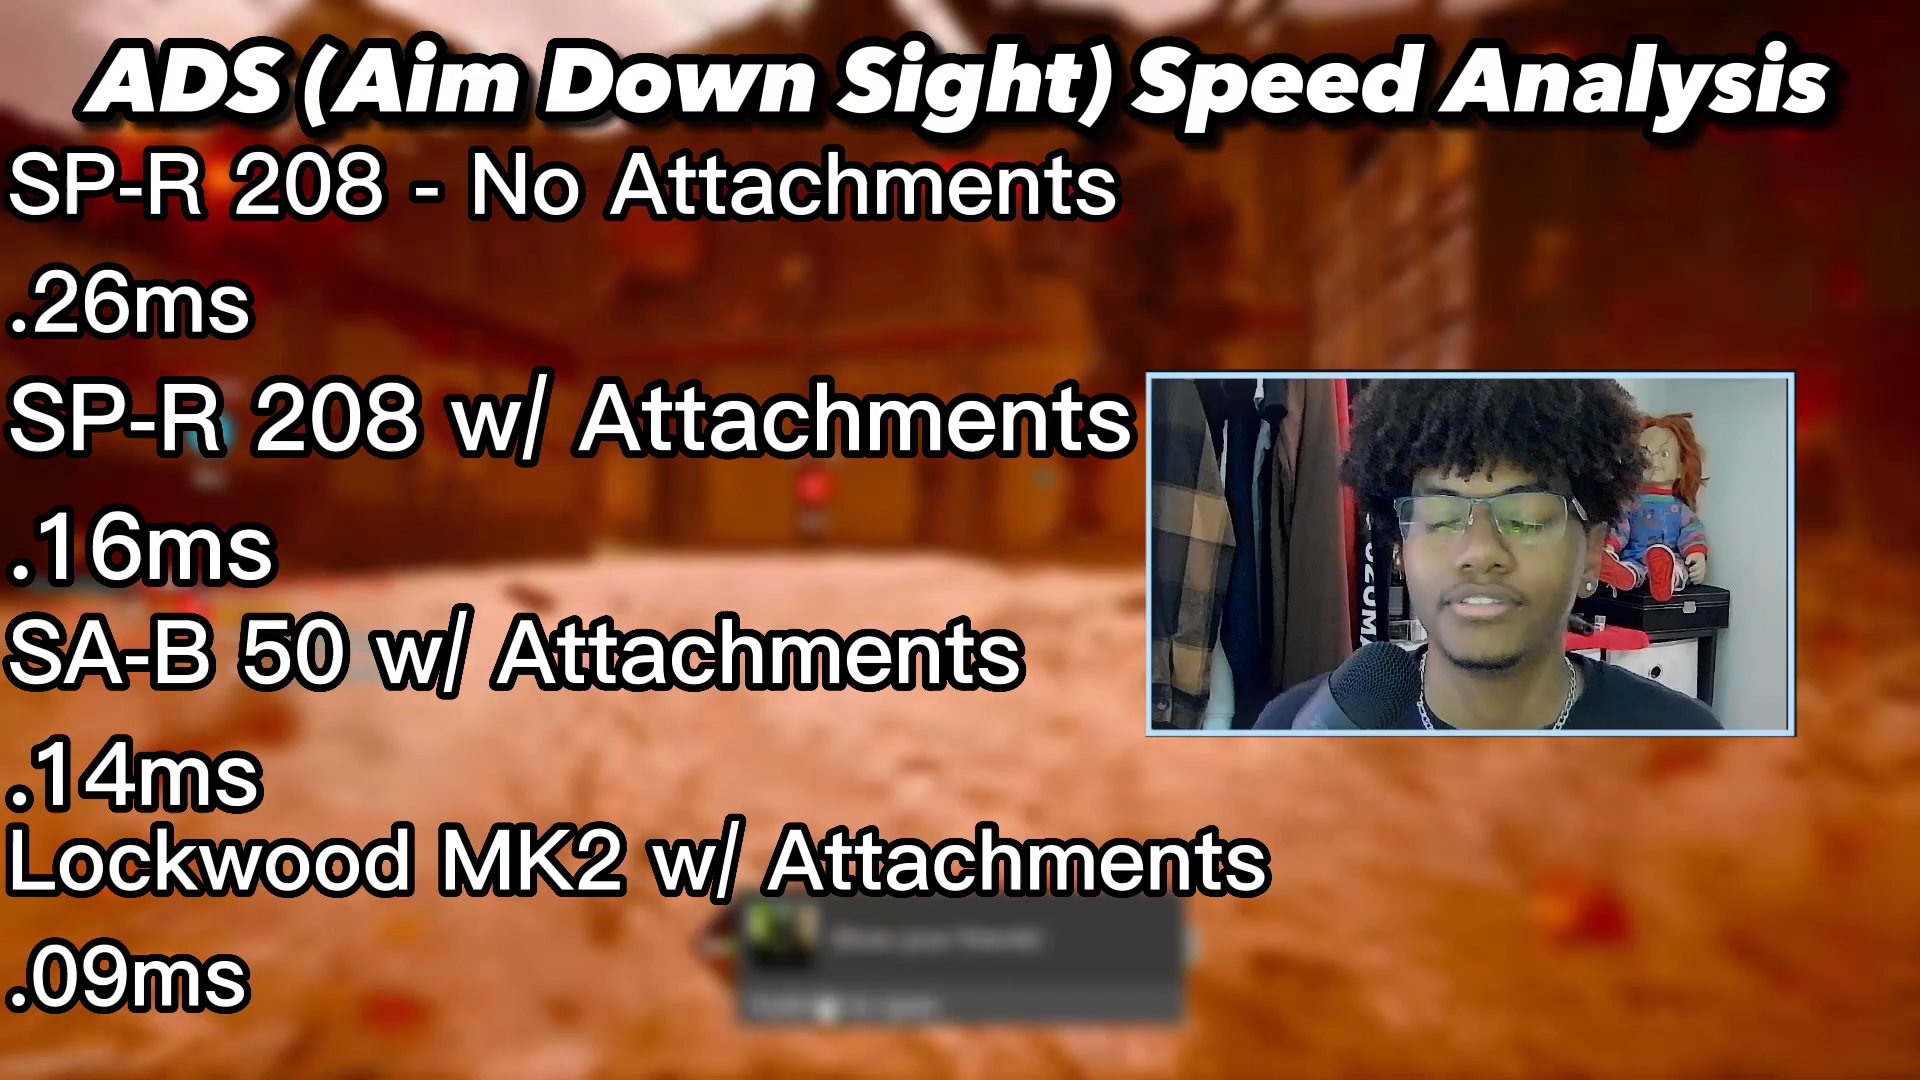 ADS (Aim Down Sight) Speed Analysis
SP-R 208 - No Attachments
.26ms
SP-R 208 w/ Attachments
.16ms
SA-B 50 w/ Attachments
.14ms
Lockwood MK2 w/ Attachments
.09ms